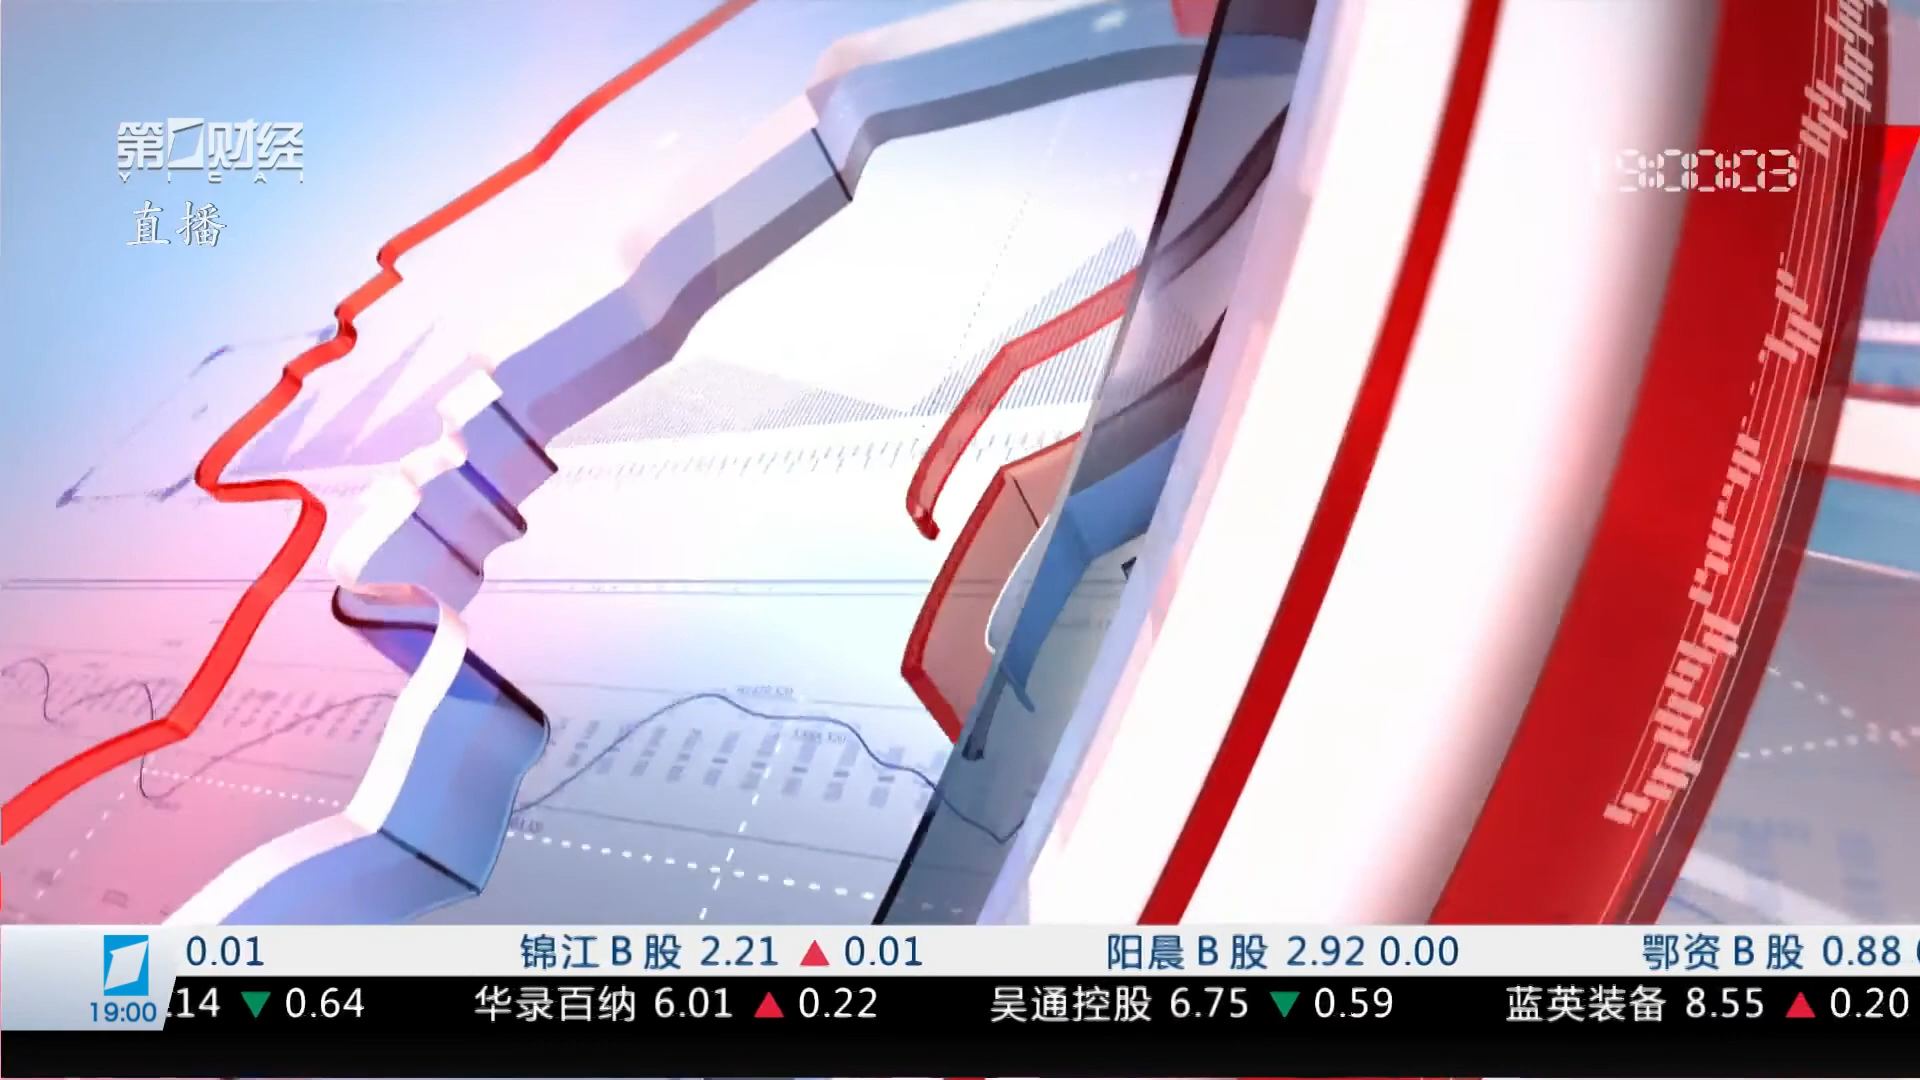 第一财经
YICAI
直播
19:00:03
0.01 锦江B股 2.21 ▲ 0.01 阳晨B股 2.92 0.00 鄂资B股 0.88
.14 ▼ 0.64 华录百纳 6.01 ▲ 0.22 吴通控股 6.75 ▼ 0.59 蓝英装备 8.55 ▲ 0.20
19:00